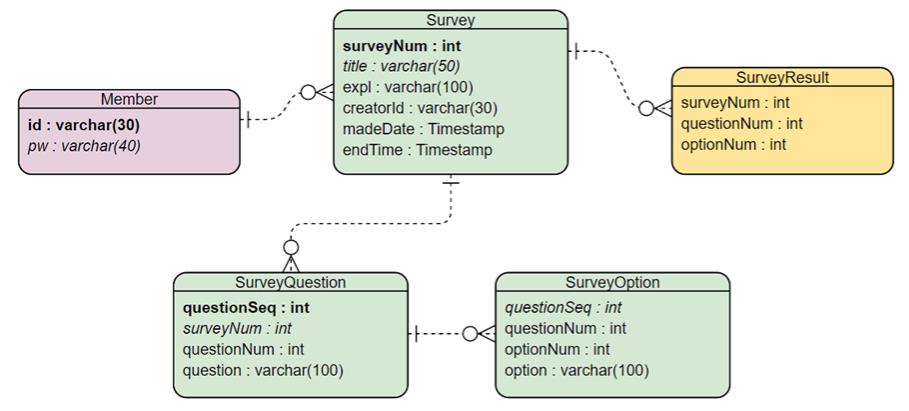 Survey
surveyNum : int
title : varchar(50)
expl : varchar(100)
creatorId : varchar(30)
madeDate : Timestamp
endTime : Timestamp
Member
id : varchar(30)
pw : varchar(40)
SurveyResult
surveyNum : int
questionNum : int
optionNum : int
SurveyQuestion
questionSeq : int
surveyNum : int
questionNum : int
question : varchar(100)
SurveyOption
questionSeq : int
questionNum : int
optionNum : int
option : varchar(100)